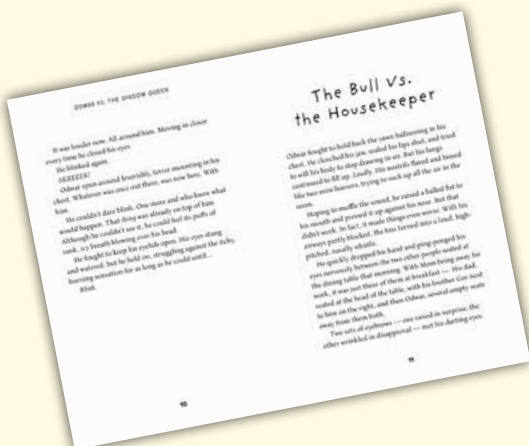 ODWAR VS. THE SHADOW QUEEN
It was louder now. All around him. Moving in closer
every time he closed his eyes.
He blinked again.
SKREEEK!
Odwar spun around feverishly, terror mounting in his
chest. Whatever was once out there, was now here. With
him.
He couldn't dare blink. One more and who knew what
would happen. That thing was already on top of him.
Although he couldn't see it, he could feel its puffs of
rank, icy breath blowing over his head.
He fought to keep his eyelids open. His eyes stung
and watered, but he held on, struggling against the itchy,
burning sensation for as long as he could until...
Blink.
10
The Bull Vs.
the Housekeeper
Odwar fought to hold back the yawn ballooning in his
chest. He clenched his jaw, sealed his lips shut, and tried
to will his body to stop drawing in air. But his lungs
continued to fill up. Loudly. His nostrils flared and hissed
like two mini hoovers, trying to suck up all the air in the
room.
Hoping to muffle the sound, he raised a balled fist to
his mouth and pressed it up against his nose. But that
didn't work. In fact, it made things even worse. With his
airways partly blocked, the hiss turned into a loud, high-
pitched, nasally whistle.
He quickly dropped his hand and ping-ponged his
eyes nervously between the two other people seated at
the dining table that morning. With Mum being away for
work, it was just three of them at breakfast — His dad,
seated at the head of the table, with his brother Gor next
to him on the right, and then Odwar, several empty seats
away from them both.
Two sets of eyebrows — one raised in surprise, the
other wrinkled in disapproval — met his darting eyes.
11